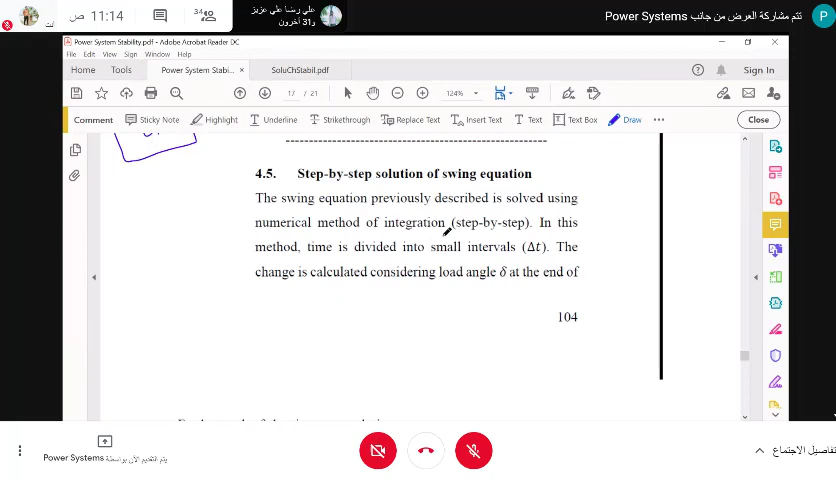 ص 11:14
34
علي رضا علي عزيز
و31 آخرون
أنت
تتم مشاركة العرض من جانب Power Systems
P
Power System Stability.pdf - Adobe Acrobat Reader DC
File Edit View Sign Window Help
Home Tools Power System Stabi... × SoluChStabil.pdf Sign In
17 / 21 124%
Comment Sticky Note Highlight Underline Strikethrough Replace Text Insert Text Text Text Box Draw Close
4.5. Step-by-step solution of swing equation
The swing equation previously described is solved using
numerical method of integration (step-by-step). In this
method, time is divided into small intervals (Δt). The
change is calculated considering load angle δ at the end of
104
يتم التقديم الآن بواسطة Power Systems
تفاصيل الاجتماع